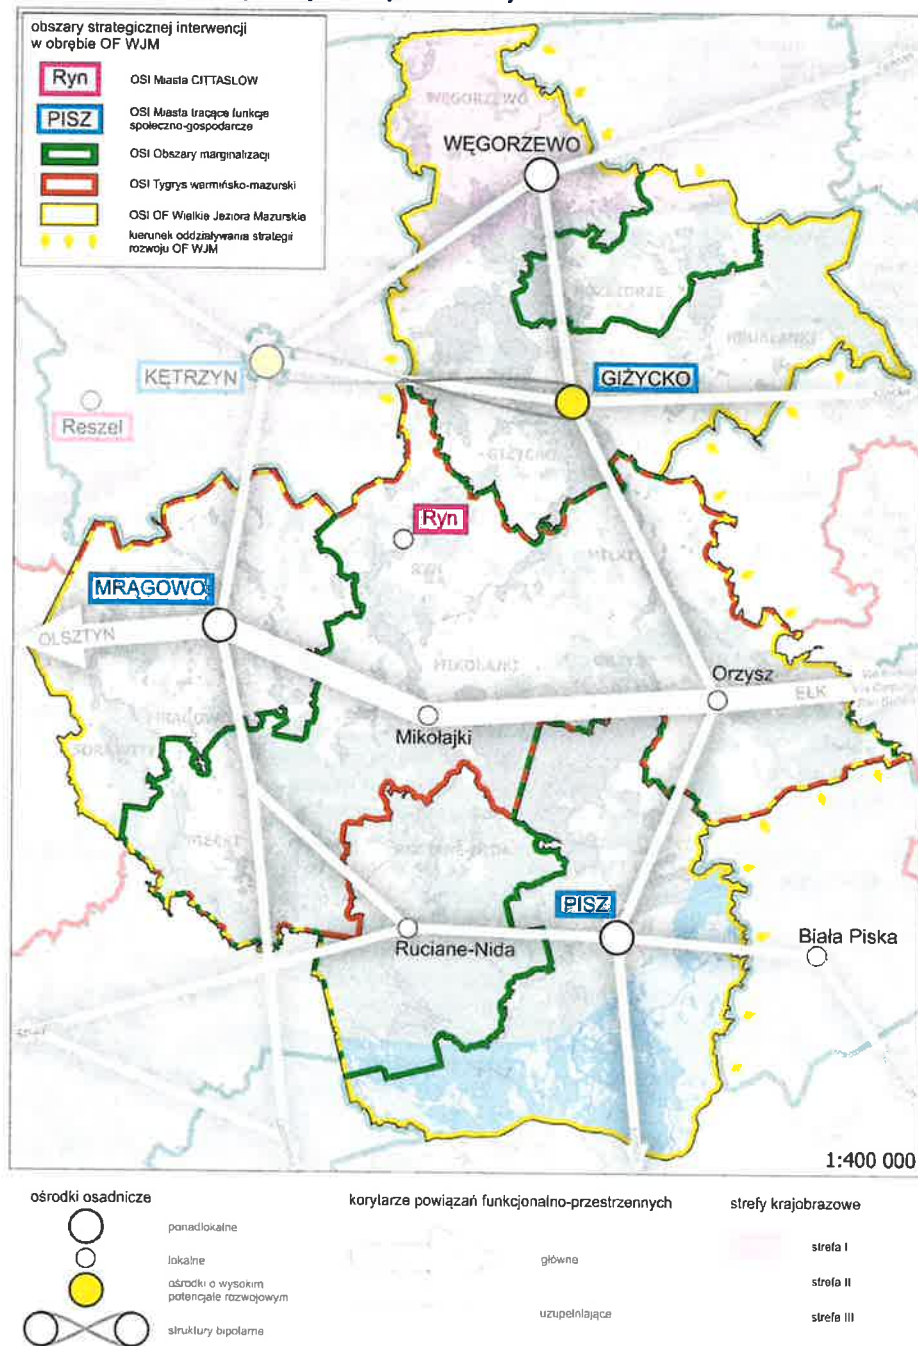 obszary strategicznej interwencji
w obrębie OF WJM
Ryn
OSI Miasta CITTASLOW
PISZ
OSI Miasta tracące funkcje
społeczno-gospodarcze
OSI Obszary marginalizacji
OSI Tygrys warmińsko-mazurski
OSI OF Wielkie Jeziora Mazurskie
kierunek oddziaływania strategii
rozwoju OF WJM
WĘGORZEWO
WĘGORZEWO
KĘTRZYN
GIŻYCKO
Reszel
GIŻYCKO
Ryn
MRĄGOWO
OLSZTYN
MIKOŁAJKI
Orzysz
EŁK
Mikołajki
PISZ
Ruciane-Nida
Biała Piska
1:400 000
ośrodki osadnicze
ponadlokalne
lokalne
ośrodki o wysokim
potencjale rozwojowym
struktury bipolarne
korytarze powiązań funkcjonalno-przestrzennych
główne
uzupełniające
strefy krajobrazowe
strefa I
strefa II
strefa III